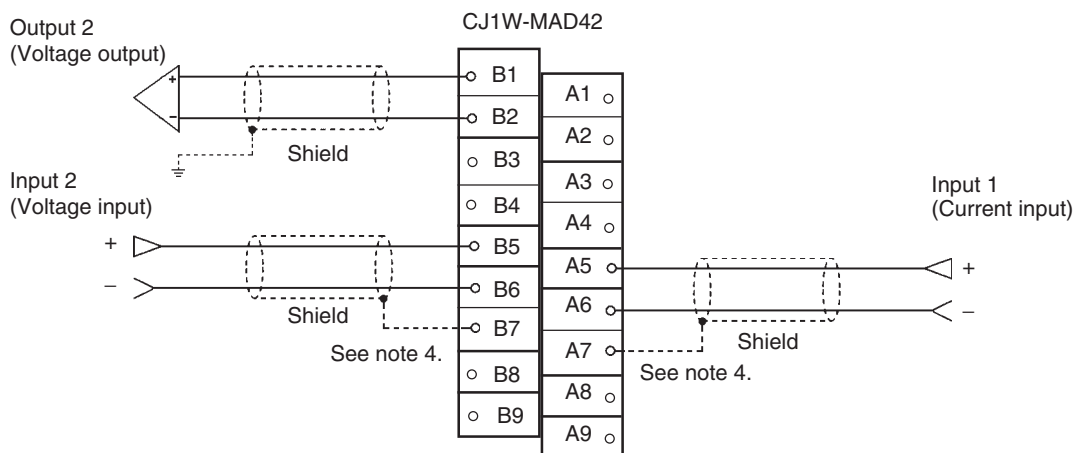 CJ1W-MAD42
Output 2
(Voltage output)
+
−
Shield
Input 2
(Voltage input)
+
−
Shield
See note 4.
B1
B2
B3
B4
B5
B6
B7
B8
B9
A1
A2
A3
A4
A5
A6
A7
A8
A9
Input 1
(Current input)
+
−
Shield
See note 4.